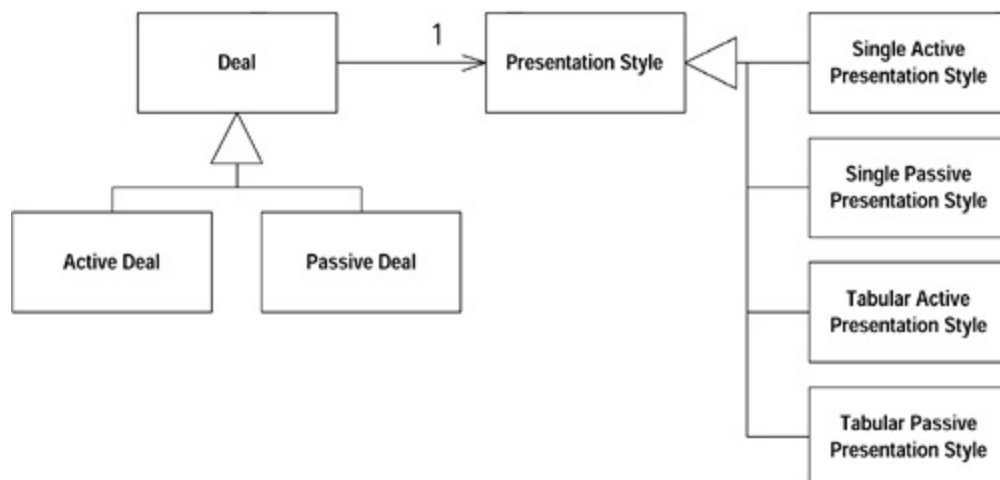 Deal
1
Presentation Style
Single Active
Presentation Style
Single Passive
Presentation Style
Active Deal
Passive Deal
Tabular Active
Presentation Style
Tabular Passive
Presentation Style